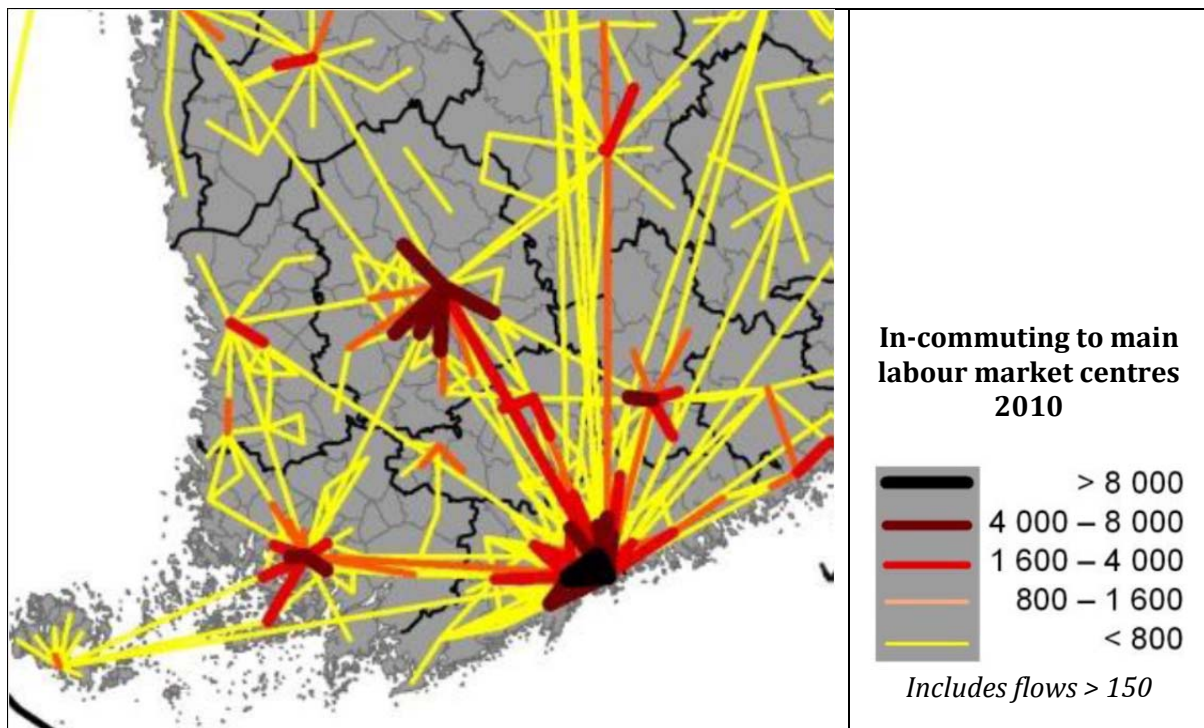 In-commuting to main
labour market centres
2010
> 8 000
4 000 – 8 000
1 600 – 4 000
800 – 1 600
< 800
Includes flows > 150